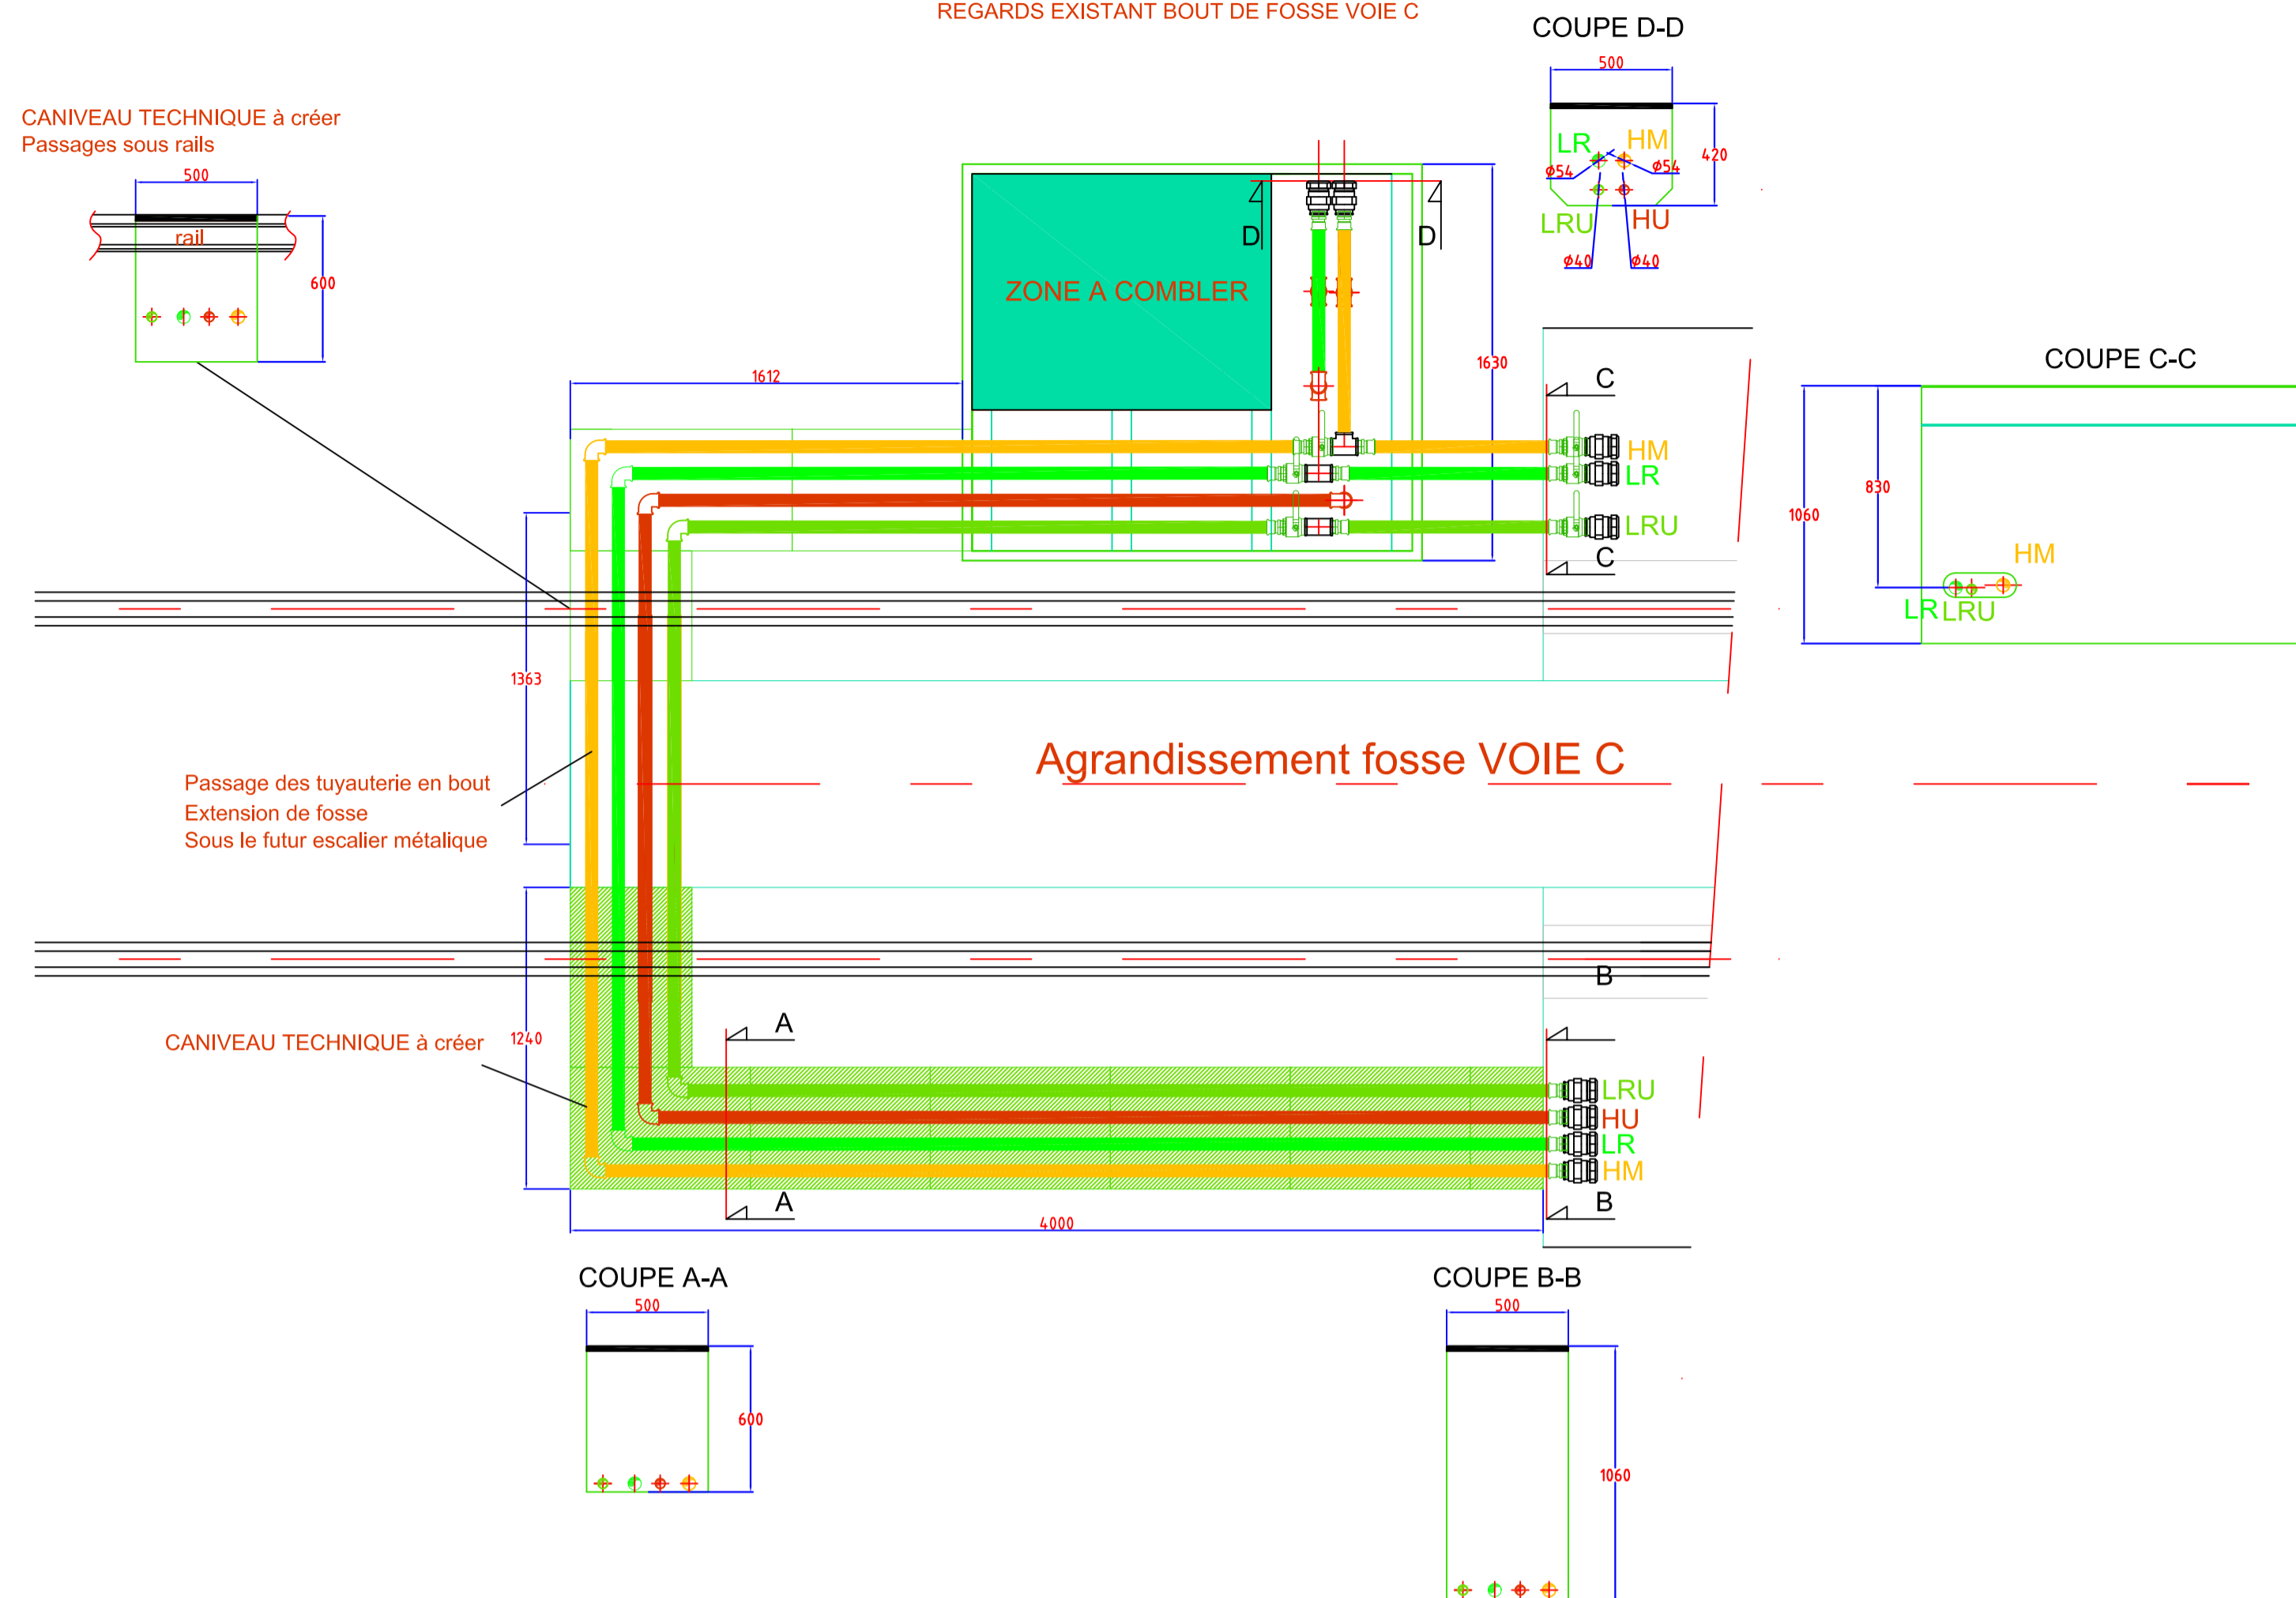 REGARDS EXISTANT BOUT DE FOSSE VOIE C
COUPE D-D
500
LR
HM
420
ø54
ø54
LRU
HU
ø40
ø40
CANIVEAU TECHNIQUE à créer
Passages sous rails
500
rail
600
D
D
ZONE A COMBLER
1630
1612
C
HM
LR
LRU
C
COUPE C-C
830
1060
HM
LR
LRU
1363
Agrandissement fosse VOIE C
Passage des tuyauterie en bout
Extension de fosse
Sous le futur escalier métalique
B
A
CANIVEAU TECHNIQUE à créer
1240
LRU
HU
LR
HM
A
B
4000
COUPE A-A
500
600
COUPE B-B
500
1060